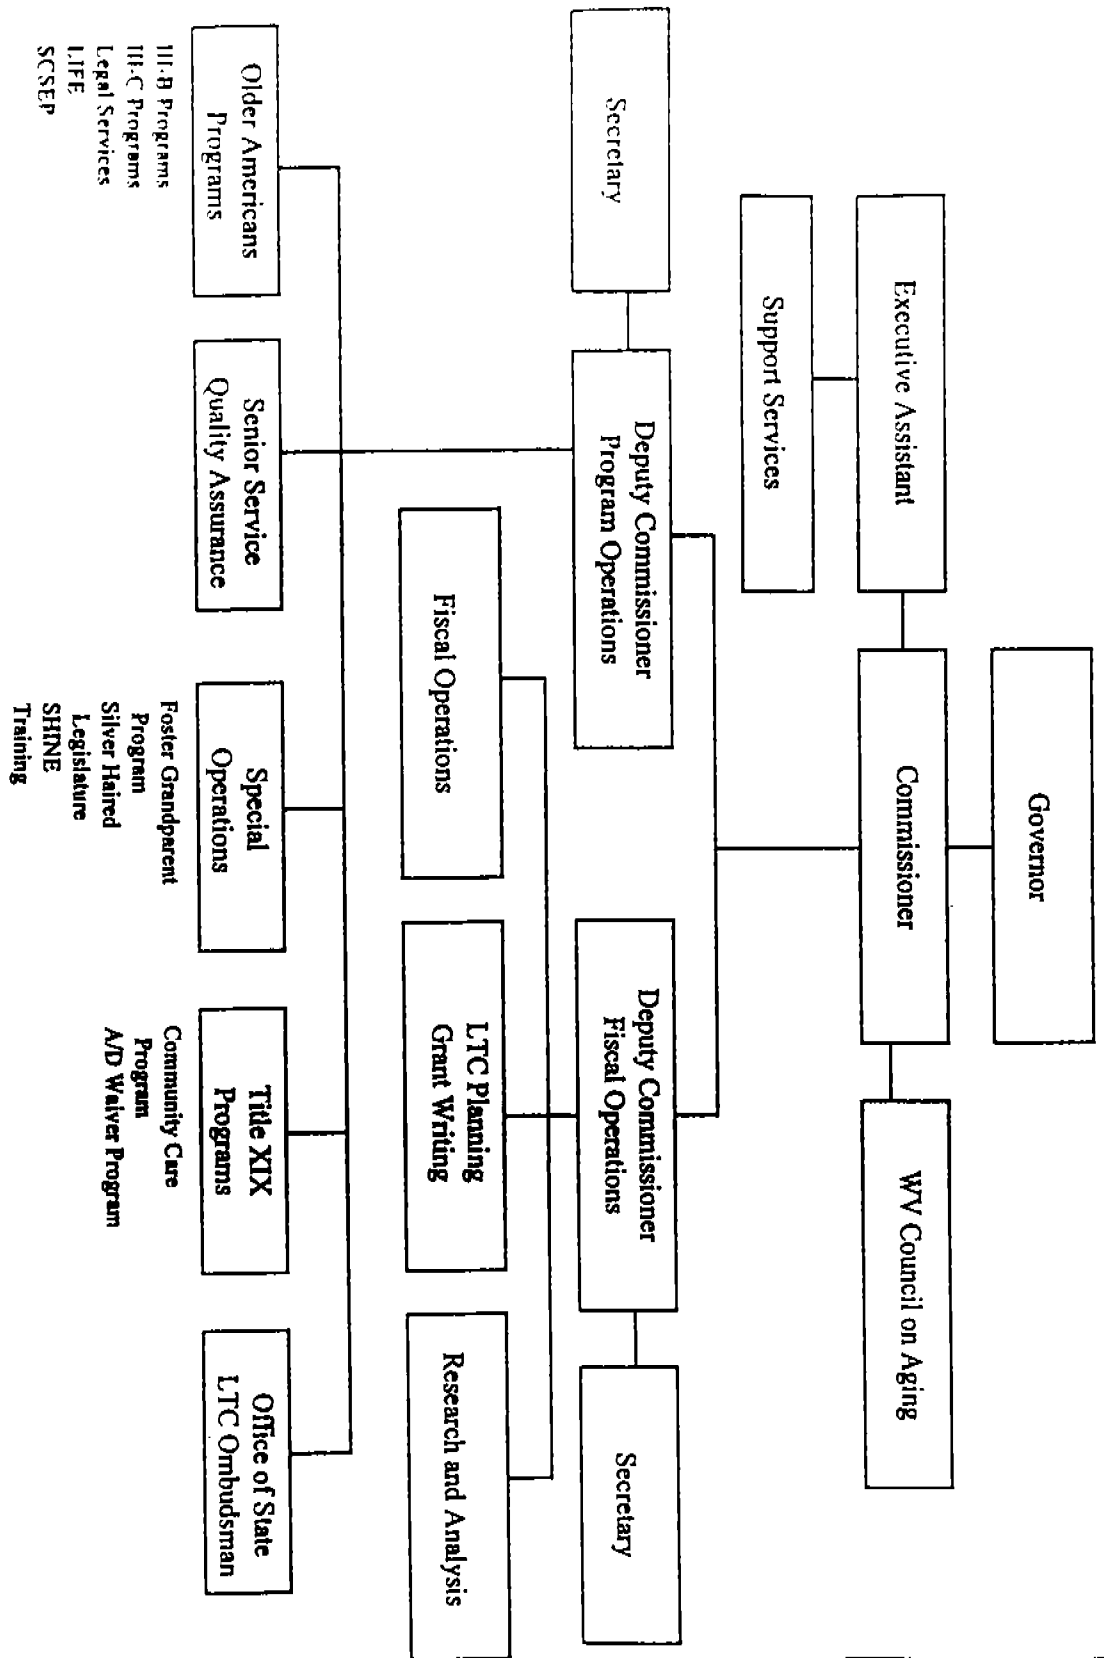 Governor
Executive Assistant
Commissioner
WV Council on Aging
Support Services
Secretary
Deputy Commissioner
Program Operations
Deputy Commissioner
Fiscal Operations
Secretary
Fiscal Operations
LTC Planning
Grant Writing
Research and Analysis
Older Americans
Programs
III-B Programs
III-C Programs
Legal Services
LIFE
SCSEP
Senior Service
Quality Assurance
Special
Operations
Foster Grandparent
Program
Silver Haired
Legislature
SHINE
Training
Title XIX
Programs
Community Care
Program
A/D Waiver Program
Office of State
LTC Ombudsman